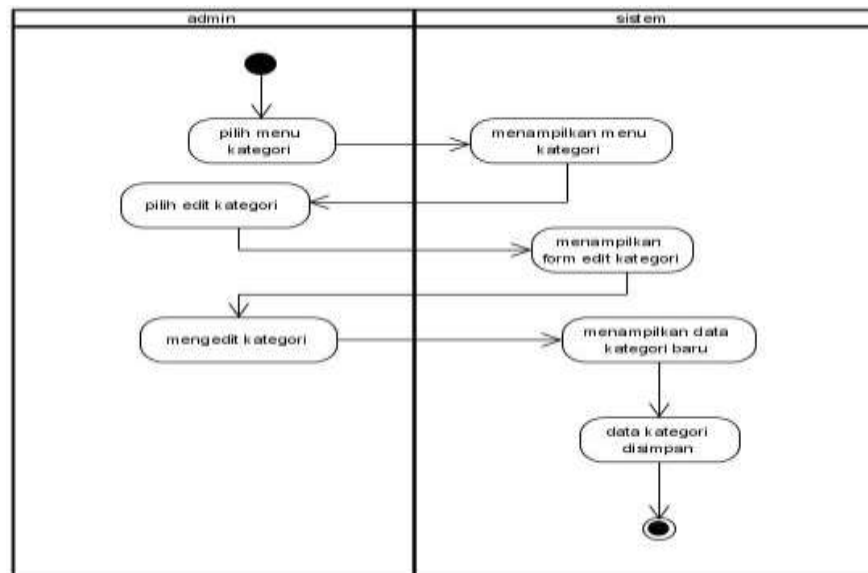 admin
sistem
pilih menu
kategori
menampilkan menu
kategori
pilih edit kategori
menampilkan
form edit kategori
mengedit kategori
menampilkan data
kategori baru
data kategori
disimpan